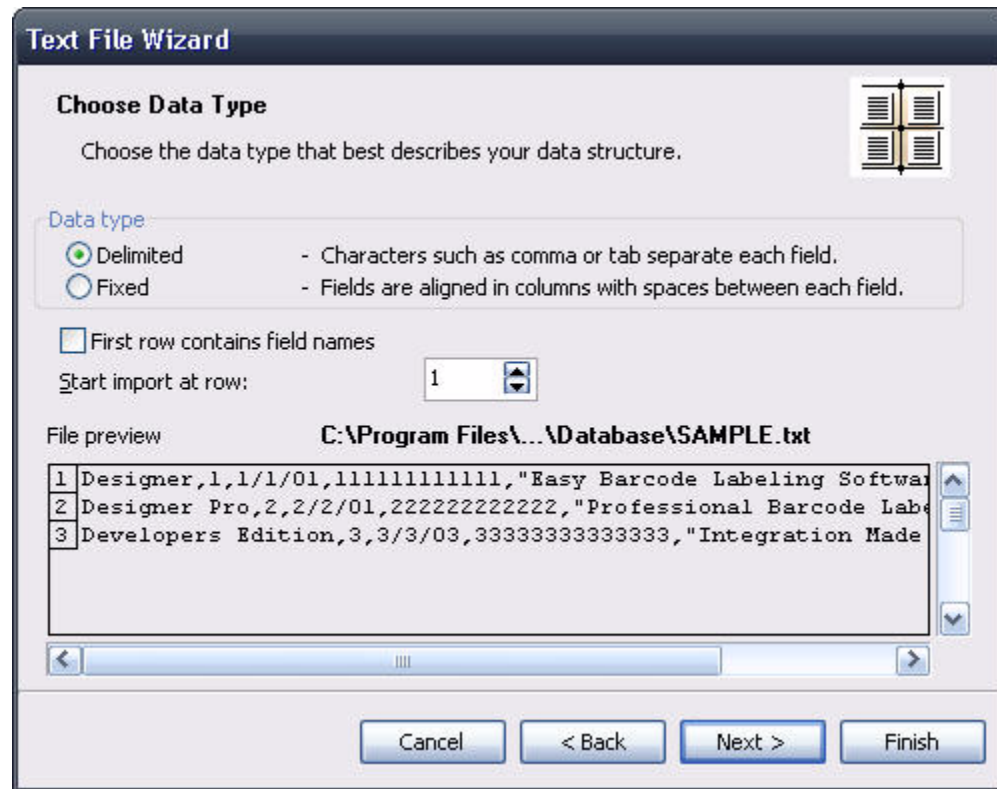 Text File Wizard
Choose Data Type
Choose the data type that best describes your data structure.
Data type
Delimited - Characters such as comma or tab separate each field.
Fixed - Fields are aligned in columns with spaces between each field.
First row contains field names
Start import at row: 1
File preview C:\Program Files\...\Database\SAMPLE.txt
1 Designer,1,1/1/01,111111111111,"Easy Barcode Labeling Softwar
2 Designer Pro,2,2/2/01,222222222222,"Professional Barcode Labe
3 Developers Edition,3,3/3/03,33333333333333,"Integration Made
Cancel < Back Next > Finish